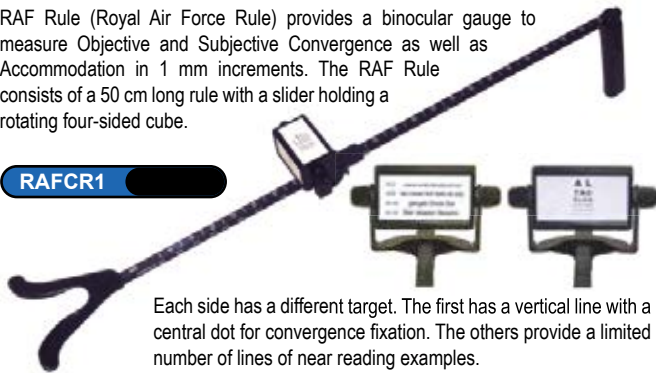 RAF Rule (Royal Air Force Rule) provides a binocular gauge to
measure Objective and Subjective Convergence as well as
Accommodation in 1 mm increments. The RAF Rule
consists of a 50 cm long rule with a slider holding a
rotating four-sided cube.
RAFCR1
A L
Each side has a different target. The first has a vertical line with a
central dot for convergence fixation. The others provide a limited
number of lines of near reading examples.